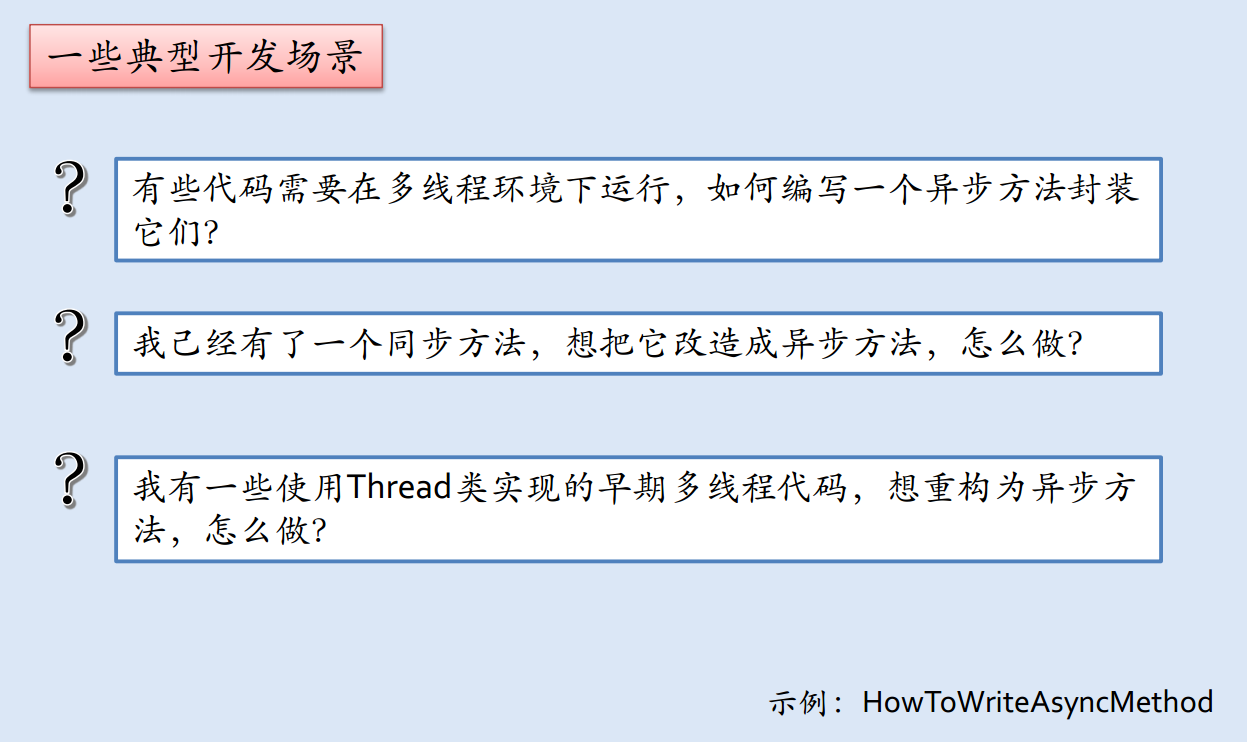 一些典型开发场景
? 有些代码需要在多线程环境下运行，如何编写一个异步方法封装
它们？
? 我已经有了一个同步方法，想把它改造成异步方法，怎么做？
? 我有一些使用Thread类实现的早期多线程代码，想重构为异步方
法，怎么做？
示例：HowToWriteAsyncMethod